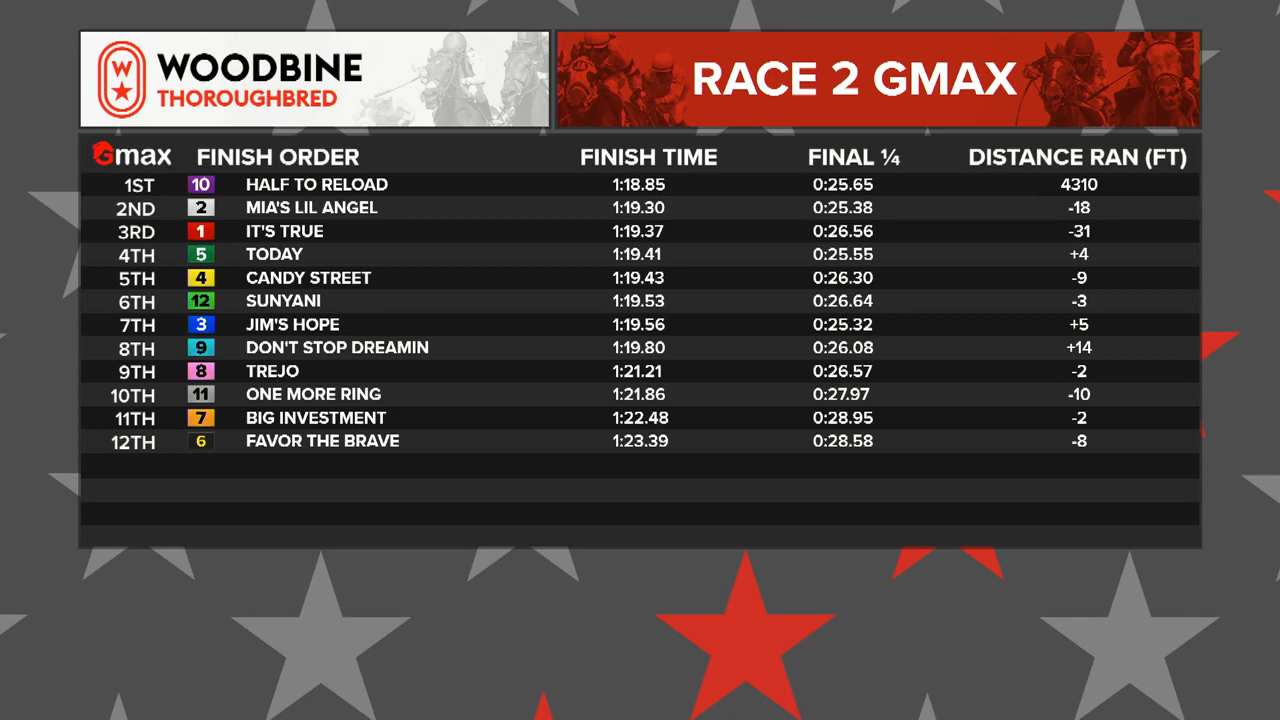 W
WOODBINE
THOROUGHBRED
RACE 2 GMAX
Gmax FINISH ORDER FINISH TIME FINAL ¼ DISTANCE RAN (FT)
1ST 10 HALF TO RELOAD 1:18.85 0:25.65 4310
2ND 2 MIA'S LIL ANGEL 1:19.30 0:25.38 -18
3RD 1 IT'S TRUE 1:19.37 0:26.56 -31
4TH 5 TODAY 1:19.41 0:25.55 +4
5TH 4 CANDY STREET 1:19.43 0:26.30 -9
6TH 12 SUNYANI 1:19.53 0:26.64 -3
7TH 3 JIM'S HOPE 1:19.56 0:25.32 +5
8TH 9 DON'T STOP DREAMIN 1:19.80 0:26.08 +14
9TH 8 TREJO 1:21.21 0:26.57 -2
10TH 11 ONE MORE RING 1:21.86 0:27.97 -10
11TH 7 BIG INVESTMENT 1:22.48 0:28.95 -2
12TH 6 FAVOR THE BRAVE 1:23.39 0:28.58 -8